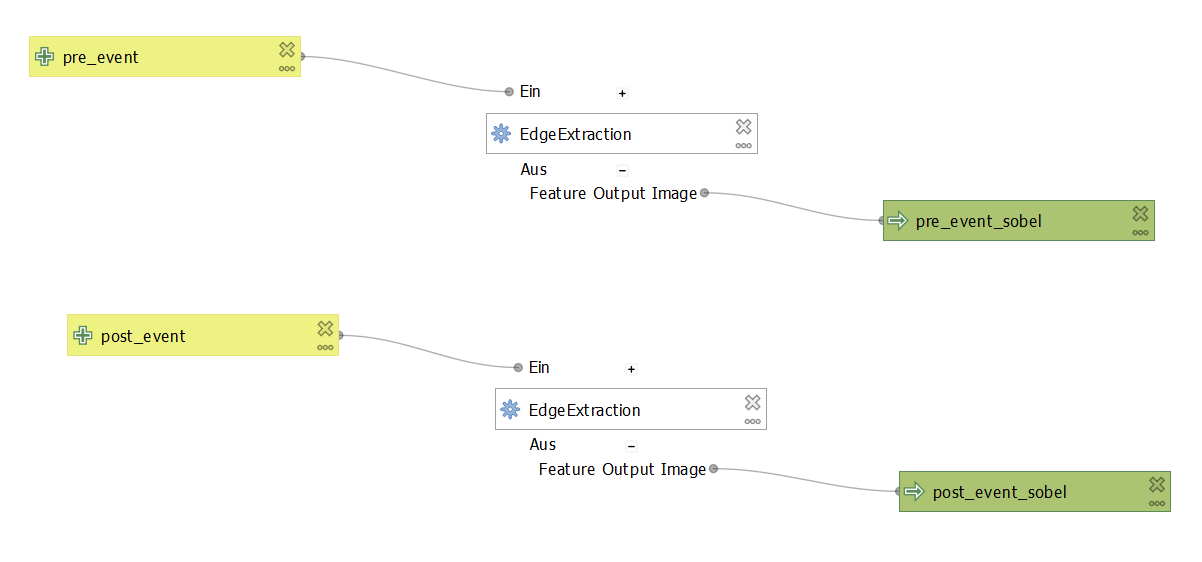 pre_event
Ein +
EdgeExtraction
Aus −
Feature Output Image
pre_event_sobel
post_event
Ein +
EdgeExtraction
Aus −
Feature Output Image
post_event_sobel